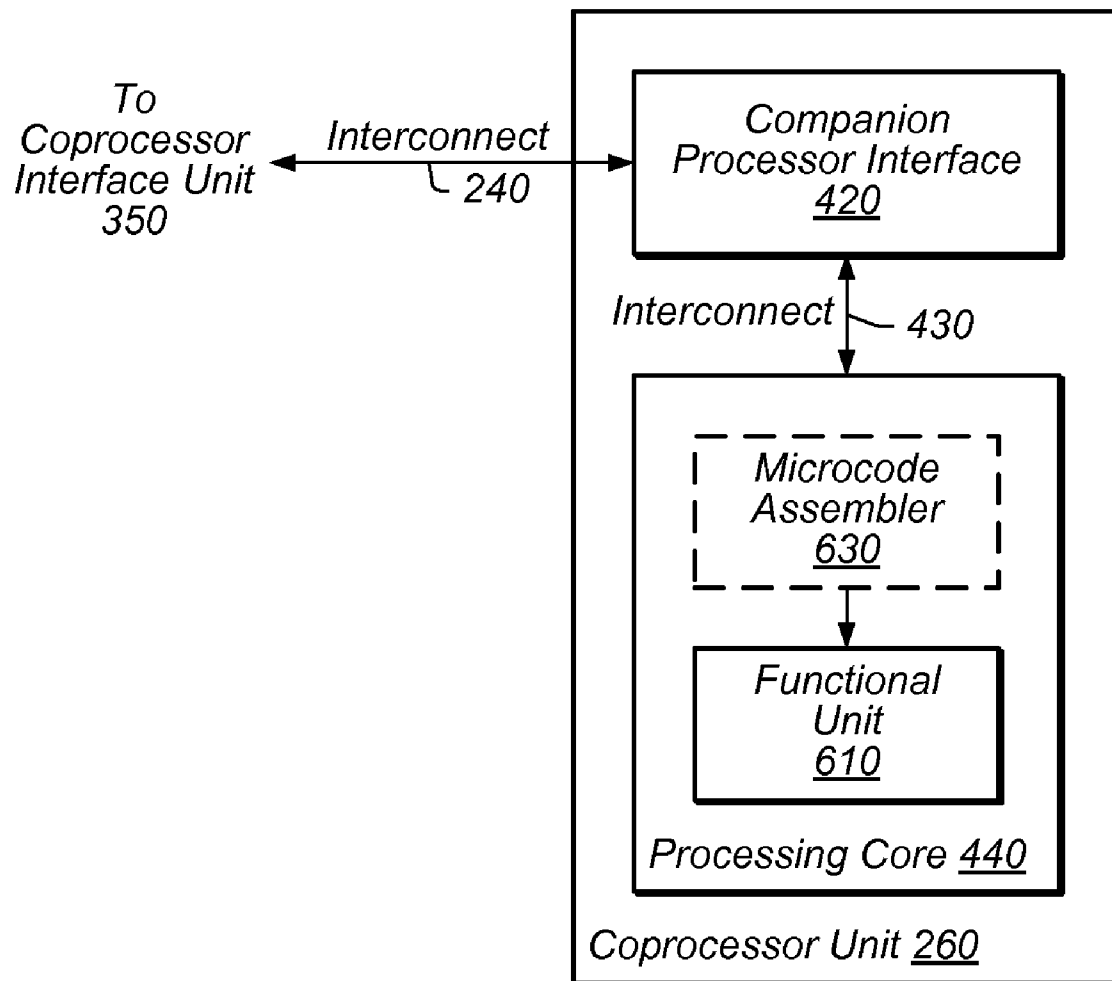 To
Coprocessor
Interface Unit
350
Interconnect
240
Companion
Processor Interface
420
Interconnect
430
Microcode
Assembler
630
Functional
Unit
610
Processing Core 440
Coprocessor Unit 260